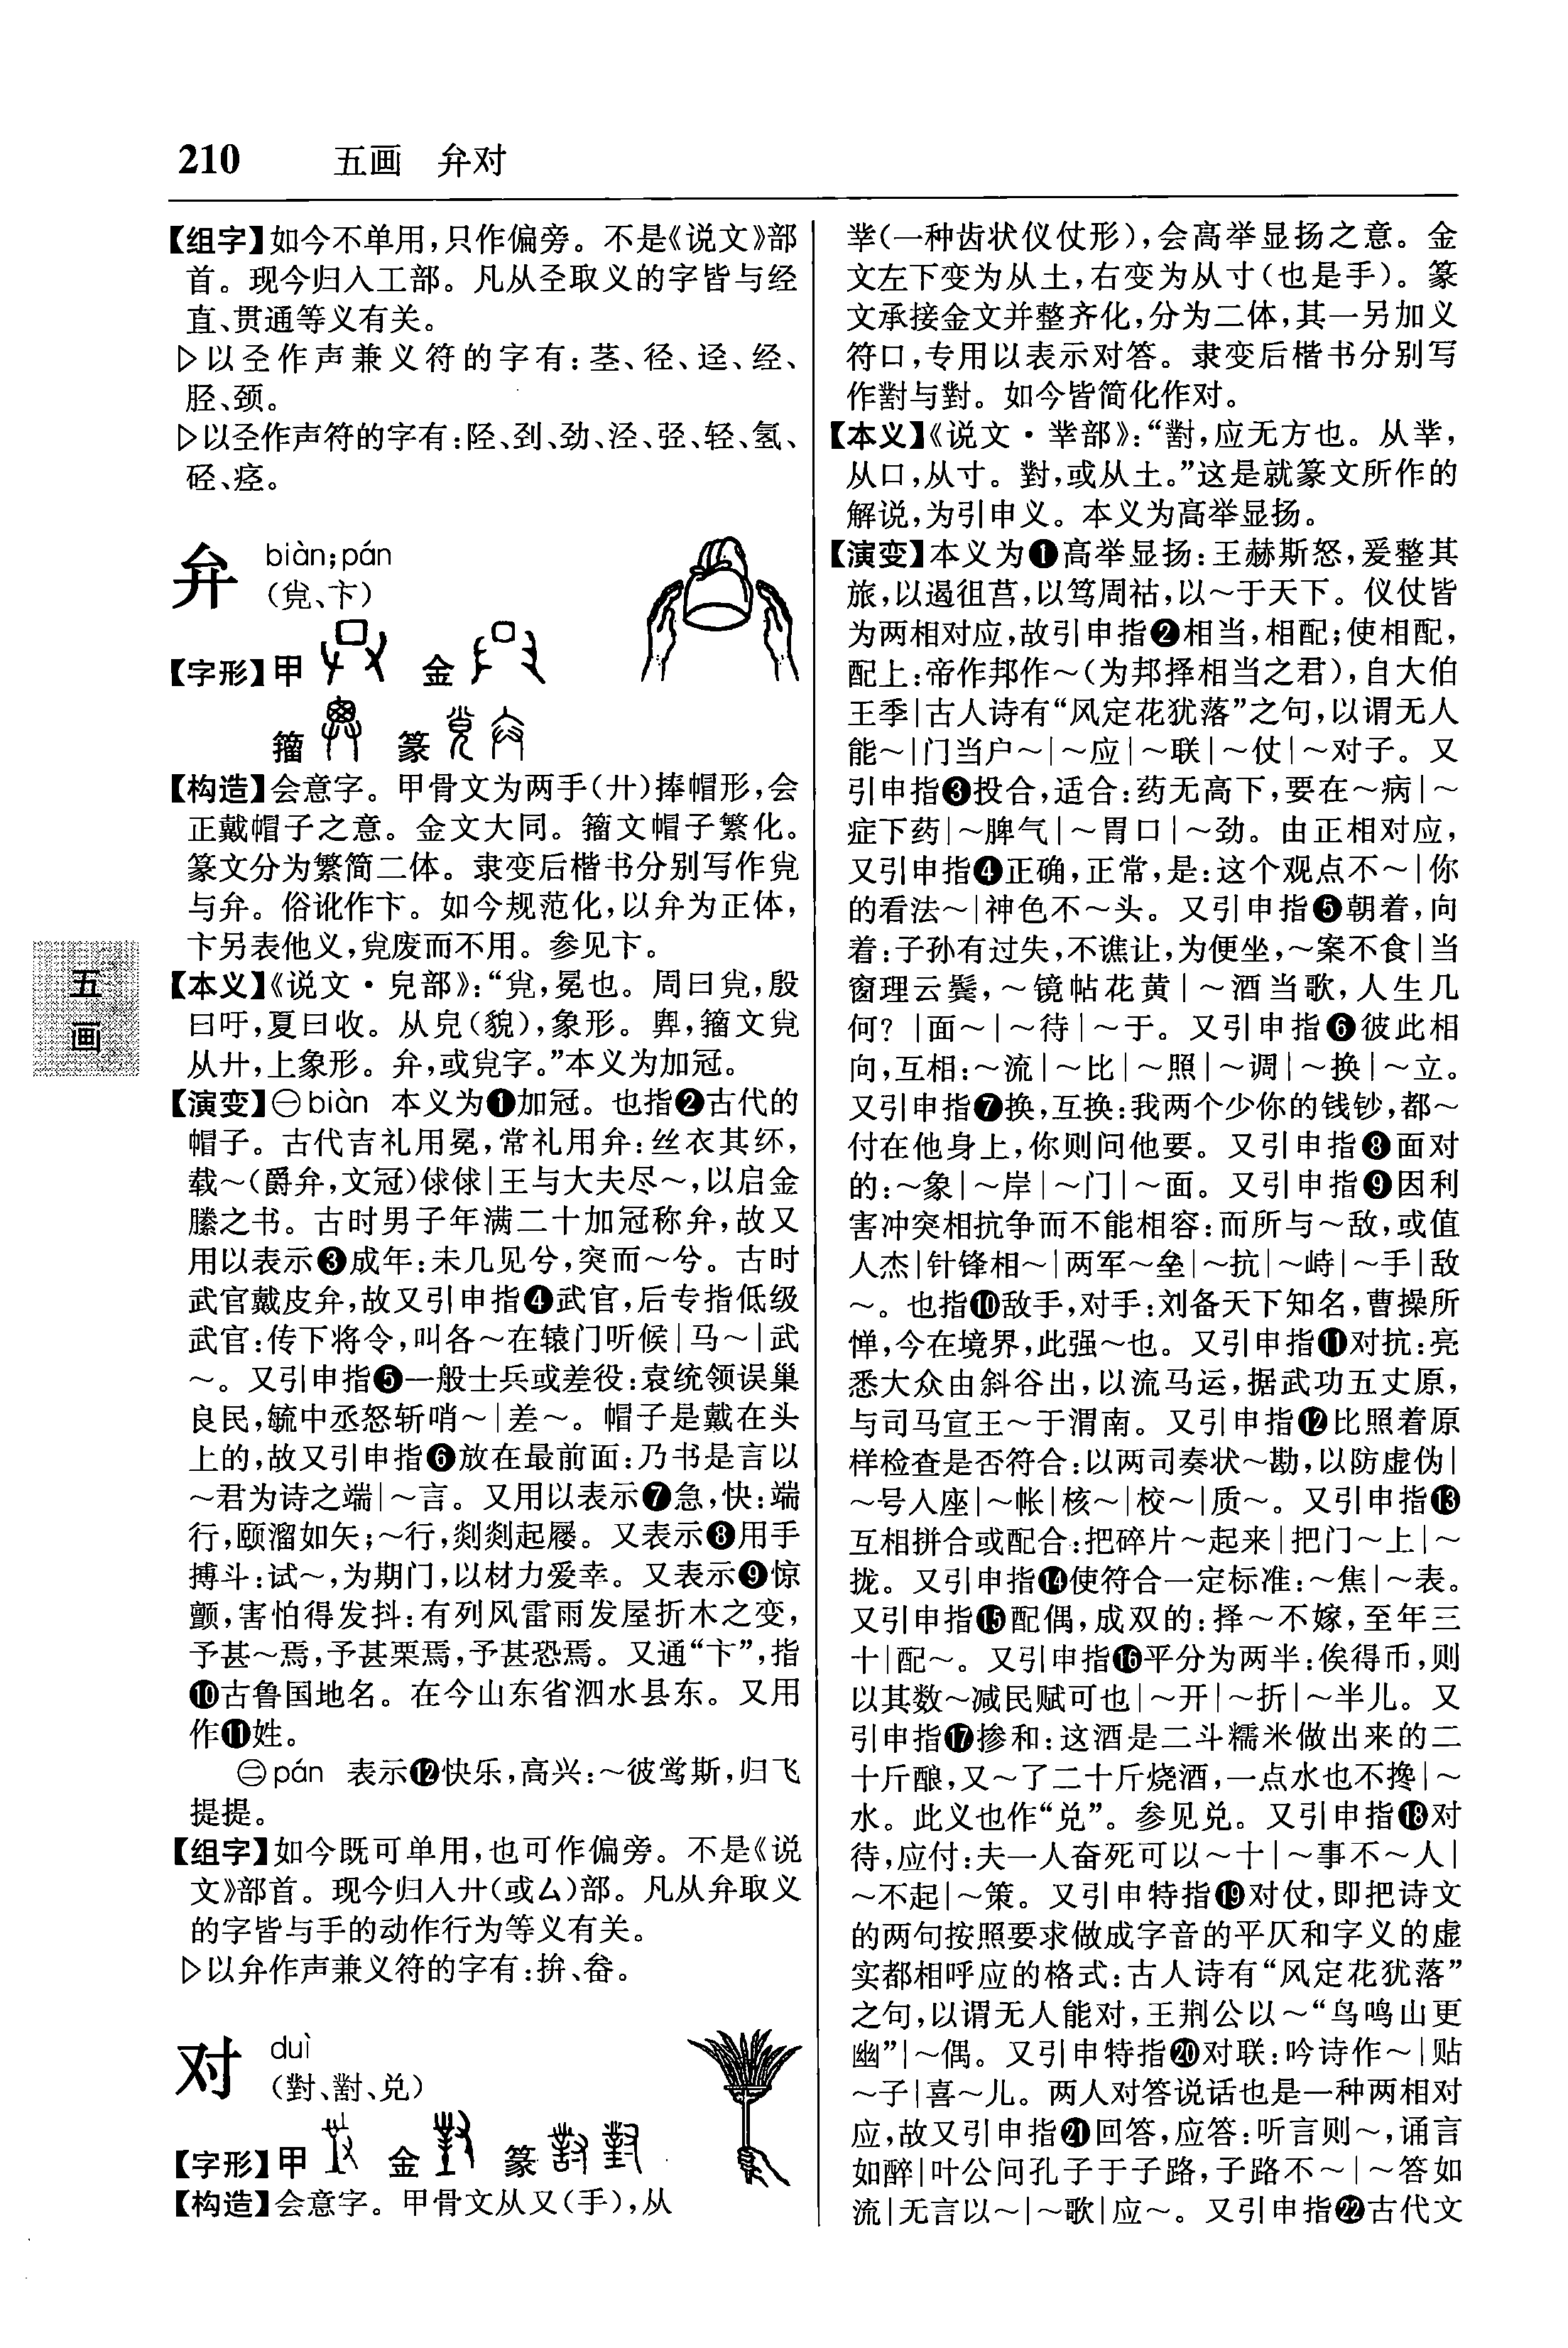 210 五画 弁对
【组字】如今不单用，只作偏旁。不是《说文》部
首。现今归入工部。凡从圣取义的字皆与经
直、贯通等义有关。
▷以圣作声兼义符的字有：茎、径、迳、经、
胫、颈。
▷以圣作声符的字有：陉、刭、劲、泾、弪、轻、氢、
硁、痉。
弁 biàn；pán
（覍、卞）
【字形】甲 金
籀 篆
【构造】会意字。甲骨文为两手（廾）捧帽形，会
正戴帽子之意。金文大同。籀文帽子繁化。
篆文分为繁简二体。隶变后楷书分别写作覍
与弁。俗讹作卞。如今规范化，以弁为正体，
卞另表他义，覍废而不用。参见卞。
【本义】《说文·皃部》：“覍，冕也。周曰覍，殷
曰吁，夏曰收。从皃（貌），象形。𢍘，籀文覍
从廾，上象形。弁，或覍字。”本义为加冠。
【演变】㊀biàn 本义为❶加冠。也指❷古代的
帽子。古代吉礼用冕，常礼用弁：丝衣其紑，
载～（爵弁，文冠）俅俅|王与大夫尽～，以启金
縢之书。古时男子年满二十加冠称弁，故又
用以表示❸成年：未几见兮，突而～兮。古时
武官戴皮弁，故又引申指❹武官，后专指低级
武官：传下将令，叫各～在辕门听候|马～|武
～。又引申指❺一般士兵或差役：袁统领误巢
良民，毓中丞怒斩哨～|差～。帽子是戴在头
上的，故又引申指❻放在最前面：乃书是言以
～君为诗之端|～言。又用以表示❼急，快：端
行，颐溜如矢；～行，剡剡起屦。又表示❽用手
搏斗：试～，为期门，以材力爱幸。又表示❾惊
颤，害怕得发抖：有列风雷雨发屋折木之变，
予甚～焉，予甚栗焉，予甚恐焉。又通“卞”，指
❿古鲁国地名。在今山东省泗水县东。又用
作⓫姓。
㊁pán 表示⓬快乐，高兴：～彼鸴斯，归飞
提提。
【组字】如今既可单用，也可作偏旁。不是《说
文》部首。现今归入廾（或厶）部。凡从弁取义
的字皆与手的动作行为等义有关。
▷以弁作声兼义符的字有：拚、畚。
对 duì
（對、對、兑）
【字形】甲 金 篆
【构造】会意字。甲骨文从又（手），从
丵（一种齿状仪仗形），会高举显扬之意。金
文左下变为从土，右变为从寸（也是手）。篆
文承接金文并整齐化，分为二体，其一另加义
符口，专用以表示对答。隶变后楷书分别写
作對与對。如今皆简化作对。
【本义】《说文·丵部》：“對，应无方也。从丵，
从口，从寸。對，或从土。”这是就篆文所作的
解说，为引申义。本义为高举显扬。
【演变】本义为❶高举显扬：王赫斯怒，爰整其
旅，以遏徂莒，以笃周祜，以～于天下。仪仗皆
为两相对应，故引申指❷相当，相配；使相配，
配上：帝作邦作～（为邦择相当之君），自大伯
王季|古人诗有“风定花犹落”之句，以谓无人
能～|门当户～|～应|～联|～仗|～对子。又
引申指❸投合，适合：药无高下，要在～病|～
症下药|～脾气|～胃口|～劲。由正相对应，
又引申指❹正确，正常，是：这个观点不～|你
的看法～|神色不～头。又引申指❺朝着，向
着：子孙有过失，不谯让，为便坐，～案不食|当
窗理云鬓，～镜帖花黄|～酒当歌，人生几
何？|面～|～待|～于。又引申指❻彼此相
向，互相：～流|～比|～照|～调|～换|～立。
又引申指❼换，互换：我两个少你的钱钞，都～
付在他身上，你则问他要。又引申指❽面对
的：～象|～岸|～门|～面。又引申指❾因利
害冲突相抗争而不能相容：而所与～敌，或值
人杰|针锋相～|两军～垒|～抗|～峙|～手|敌
～。也指❿敌手，对手：刘备天下知名，曹操所
惮，今在境界，此强～也。又引申指⓫对抗：亮
悉大众由斜谷出，以流马运，据武功五丈原，
与司马宣王～于渭南。又引申指⓬比照着原
样检查是否符合：以两司奏状～勘，以防虚伪|
～号入座|～帐|核～|校～|质～。又引申指⓭
互相拼合或配合：把碎片～起来|把门～上|～
拢。又引申指⓮使符合一定标准：～焦|～表。
又引申指⓯配偶，成双的：择～不嫁，至年三
十|配～。又引申指⓰平分为两半：俟得币，则
以其数～减民赋可也|～开|～折|～半儿。又
引申指⓱掺和：这酒是二斗糯米做出来的二
十斤酿，又～了二十斤烧酒，一点水也不搀|～
水。此义也作“兑”。参见兑。又引申指⓲对
待，应付：夫一人奋死可以～十|～事不～人|
～不起|～策。又引申特指⓳对仗，即把诗文
的两句按照要求做成字音的平仄和字义的虚
实都相呼应的格式：古人诗有“风定花犹落”
之句，以谓无人能对，王荆公以～“鸟鸣山更
幽”|～偶。又引申特指⓴对联：吟诗作～|贴
～子|喜～儿。两人对答说话也是一种两相对
应，故又引申指㉑回答，应答：听言则～，诵言
如醉|叶公问孔子于子路，子路不～|～答如
流|无言以～|～歌|应～。又引申指㉒古代文
五
画